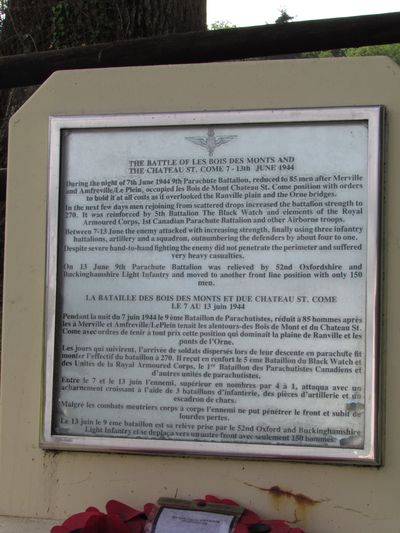 THE BATTLE OF LES BOIS DES MONTS AND
THE CHATEAU ST. COME 7 - 13th JUNE 1944
During the night of 7th June 1944 9th Parachute Battalion, reduced to 85 men after Merville
and Amfreville/Le Plein, occupied les Bois de Mont Chateau St. Come position with orders
to hold it at all costs as it overlooked the Ranville plain and the Orne bridges.
In the next few days men rejoining from scattered drops increased the battalion strength to
270. It was reinforced by 5th Battalion The Black Watch and elements of the Royal
Armoured Corps, 1st Canadian Parachute Battalion and other Airborne troops.
Between 7-13 June the enemy attacked with increasing strength, finally using three infantry
battalions, artillery and a squadron, outnumbering the defenders by about four to one.
Despite severe hand-to-hand fighting the enemy did not penetrate the perimeter and suffered
very heavy casualties.
On 13 June 9th Parachute Battalion was relieved by 52nd Oxfordshire and
Buckinghamshire Light Infantry and moved to another front line position with only 150
men.
LA BATAILLE DES BOIS DES MONTS ET DUE CHATEAU ST. COME
LE 7 AU 13 juin 1944
Pendant la nuit du 7 juin 1944 le 9 ème Bataillon de Parachutistes, réduit à 85 hommes après
les à Merville et Amfreville/LePlein tenait les alentours-des Bois de Mont et du Chateau St.
Come avec ordres de tenir à tout prix cette position qui dominait la plaine de Ranville et les
ponts de l'Orne.
Les jours qui suivirent, l'arrivée de soldats dispersés lors de leur descente en parachute fit
monter l'effectif du bataillon à 270. Il reçut en renfort le 5 ème Bataillon du Black Watch et
des Unités de la Royal Armoured Corps, le 1er Bataillon des Parachutistes Canadiens et
d'autres unités de parachutistes.
Entre le 7 et le 13 juin l'ennemi, supérieur en nombres par 4 à 1, attaqua avec un
acharnement croissant à l'aide de 3 bataillons d'infanterie, des pièces d'artillerie et un
escadron de chars.
Malgré les combats meutriers corps à corps l'ennemi ne put pénétrer le front et subit de
lourdes pertes.
Le 13 juin le 9 ème bataillon est sa relève prise par le 52nd Oxford and Buckinghamshire
Light Infantry et se deplaça vers un autre front avec seulement 150 hommes